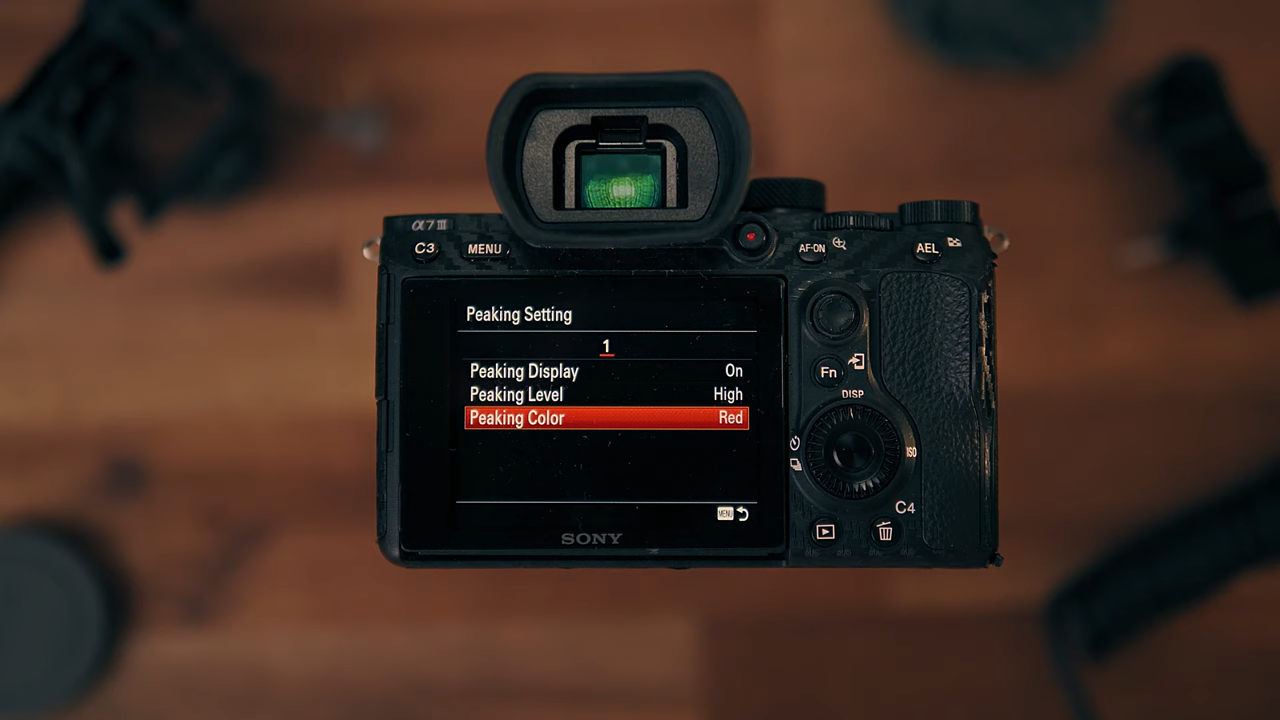 α7III
C3
MENU
AF-ON
AEL
Peaking Setting
1
Peaking Display On
Peaking Level High
Peaking Color Red
MENU
SONY
Fn
DISP
ISO
C4